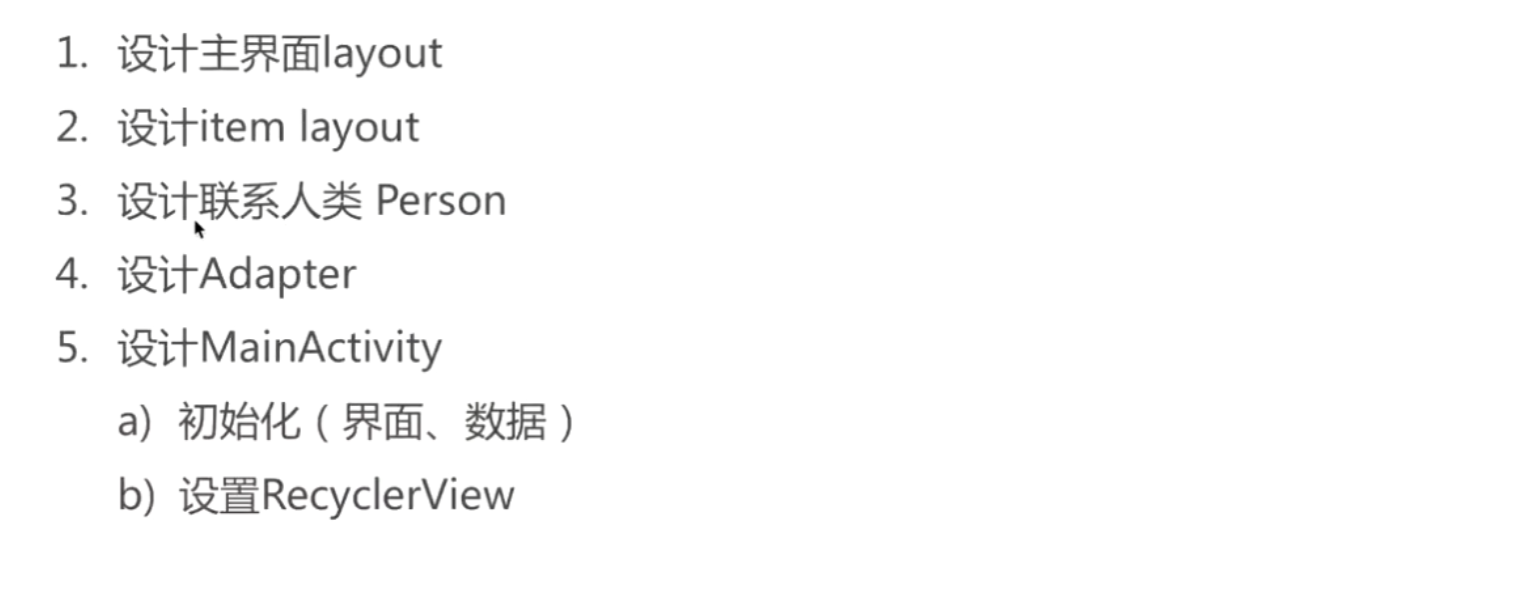 1. 设计主界面layout
2. 设计item layout
3. 设计联系人类 Person
4. 设计Adapter
5. 设计MainActivity
a) 初始化（界面、数据）
b) 设置RecyclerView